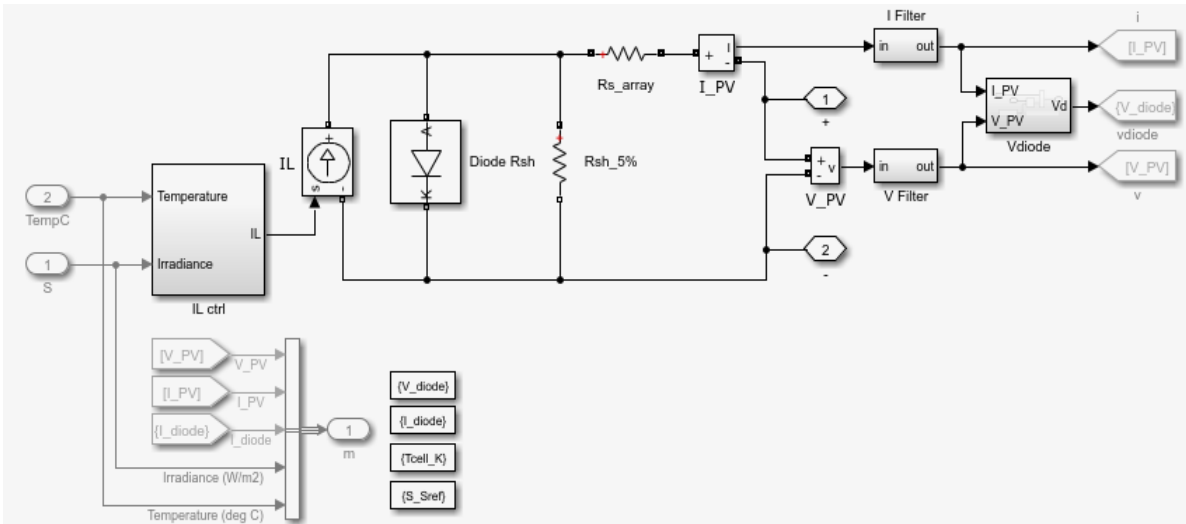 I Filter
i
in
out
[I_PV]
+
I
-
I_PV
Rs_array
1
+
I_PV
V_PV
Vd
Vdiode
{V_diode}
vdiode
IL
+
s
-
A
K
Diode Rsh
Rsh_5%
+
v
-
V_PV
in
out
V Filter
[V_PV]
v
2
TempC
Temperature
IL
Irradiance
IL ctrl
1
S
2
-
[V_PV]
V_PV
[I_PV]
I_PV
{I_diode}
I_diode
Irradiance (W/m2)
Temperature (deg C)
1
m
{V_diode}
{I_diode}
{Tcell_K}
{S_Sref}